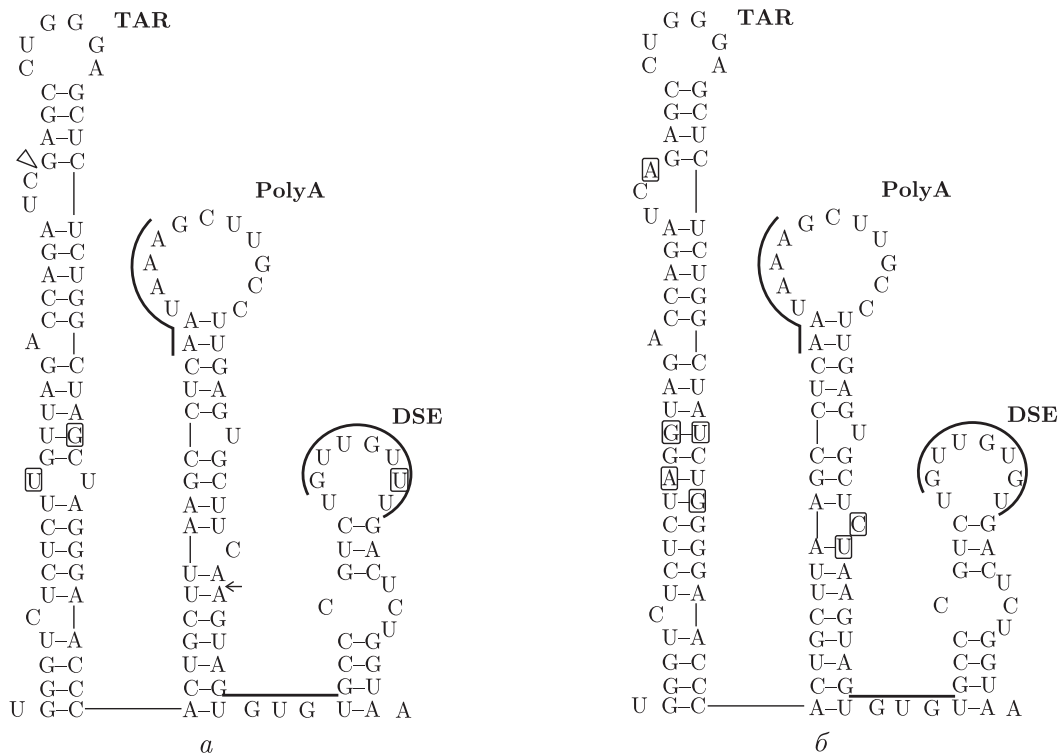 TAR
G G
U G
C A
C–G
G–C
A–U
G–C
C
U
A–U
G–C
A–U
C–G
C–G
A
G–C
A–U
U–A
U–G
G–C
U U
U–A
C–G
U–G
C–G
U–A
C
U A
G–C
G–C
U G–C
PolyA
A G C U U G C C
A A U
A–U
A–U
C–G
U–A
C–G
U
C–G
G–C
A–U
A–U
C
U–A
U–A
C–G
G–U
U–A
C–G
A–U G U G U
DSE
G U U G U
U U U
C–G
U–A
G–C
U
C C
U
C–G
C–G
G–U
U–A A
а
TAR
G G
U G
C A
C–G
G–C
A–U
G–C
A
C
U
A–U
G–C
A–U
C–G
C–G
A
G–C
A–U
U–A
G–U
G–C
A–U
U–G
C–G
U–G
C–G
U–A
C
U A
G–C
G–C
U G–C
PolyA
A G C U U G C C
A A U
A–U
A–U
C–G
U–A
C–G
U
C–G
G–C
A–U
C
A–U
U–A
U–A
C–G
G–U
U–A
C–G
A–U G U G U
DSE
G U U G U G
U U
C–G
U–A
G–C
U
C C
U
C–G
C–G
G–U
U–A A
б